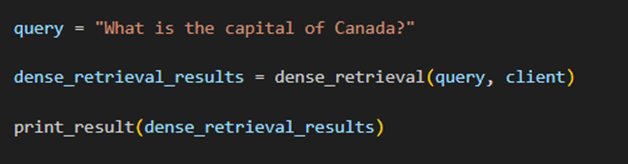 query = "What is the capital of Canada?"
dense_retrieval_results = dense_retrieval(query, client)
print_result(dense_retrieval_results)